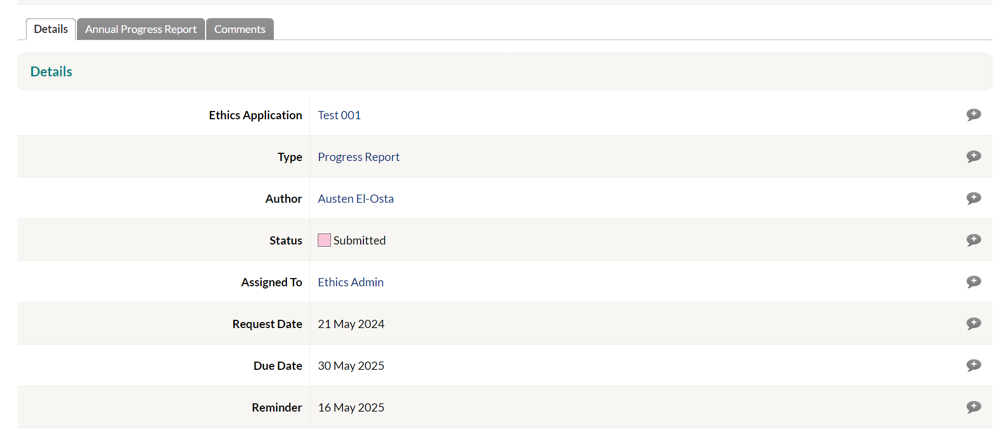 Details Annual Progress Report Comments
Details
Ethics Application Test 001
Type Progress Report
Author Austen El-Osta
Status Submitted
Assigned To Ethics Admin
Request Date 21 May 2024
Due Date 30 May 2025
Reminder 16 May 2025